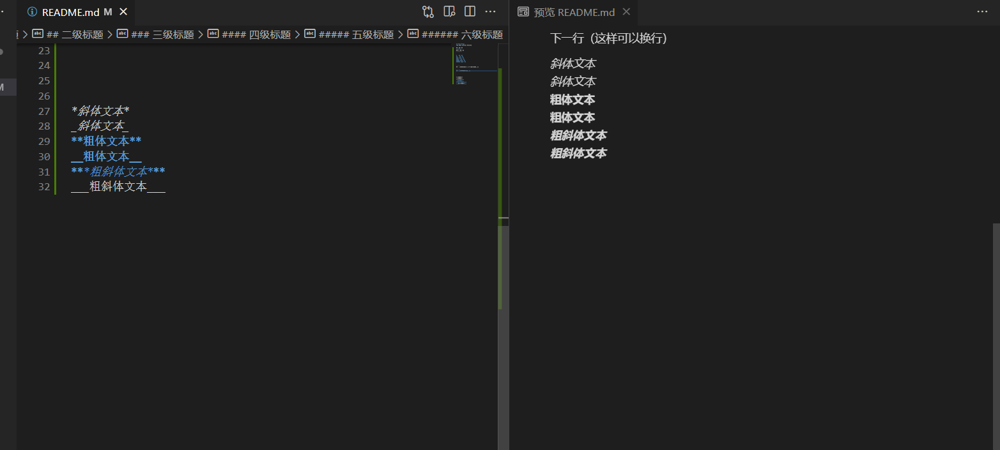 README.md M
预览 README.md
## 二级标题 ### 三级标题 #### 四级标题 ##### 五级标题 ###### 六级标题
23
24
25
26
27 *斜体文本*
28 _斜体文本_
29 **粗体文本**
30 __粗体文本__
31 ***粗斜体文本***
32 ___粗斜体文本___
下一行（这样可以换行）
斜体文本
斜体文本
粗体文本
粗体文本
粗斜体文本
粗斜体文本